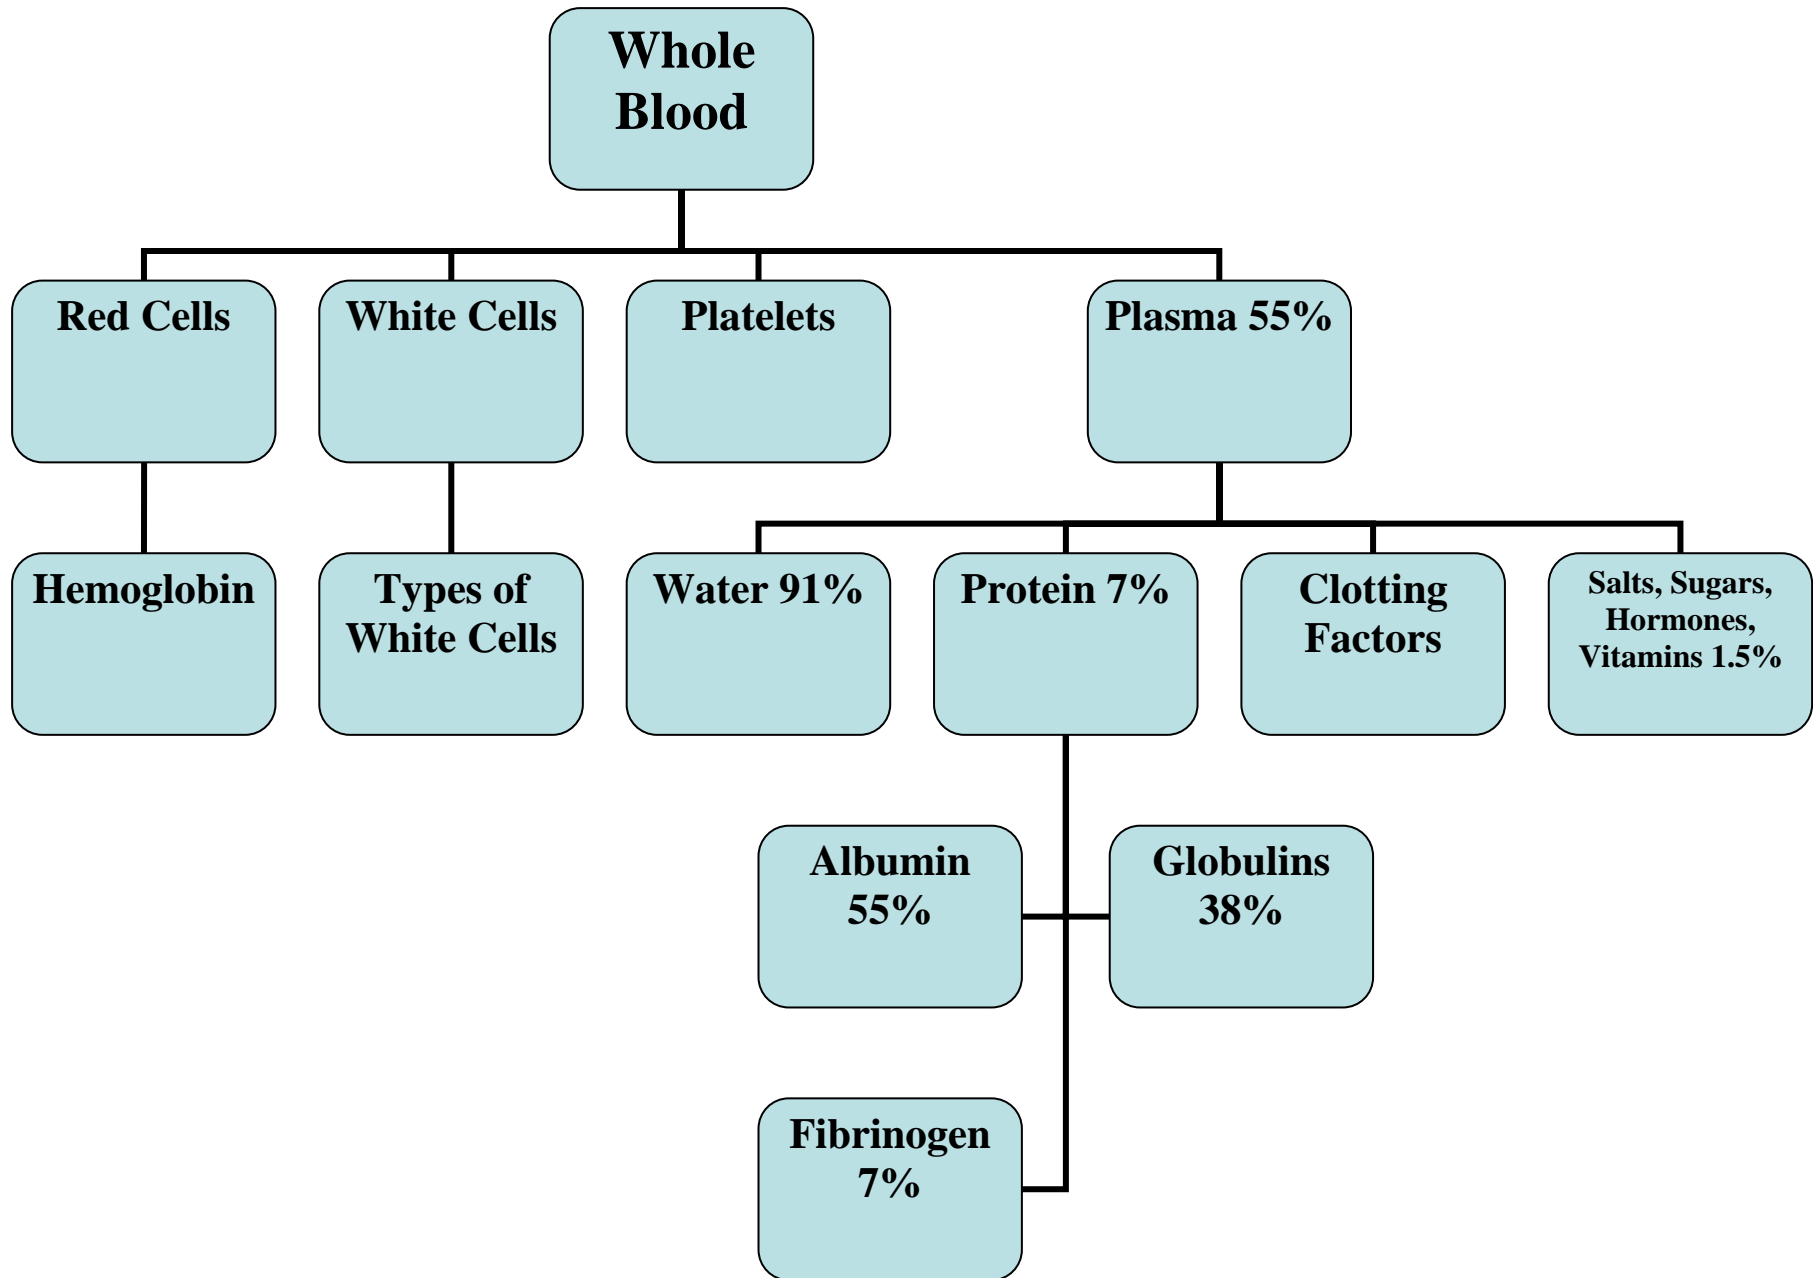 Whole
Blood
Red Cells
White Cells
Platelets
Plasma 55%
Hemoglobin
Types of
White Cells
Water 91%
Protein 7%
Clotting
Factors
Salts, Sugars,
Hormones,
Vitamins 1.5%
Albumin
55%
Globulins
38%
Fibrinogen
7%